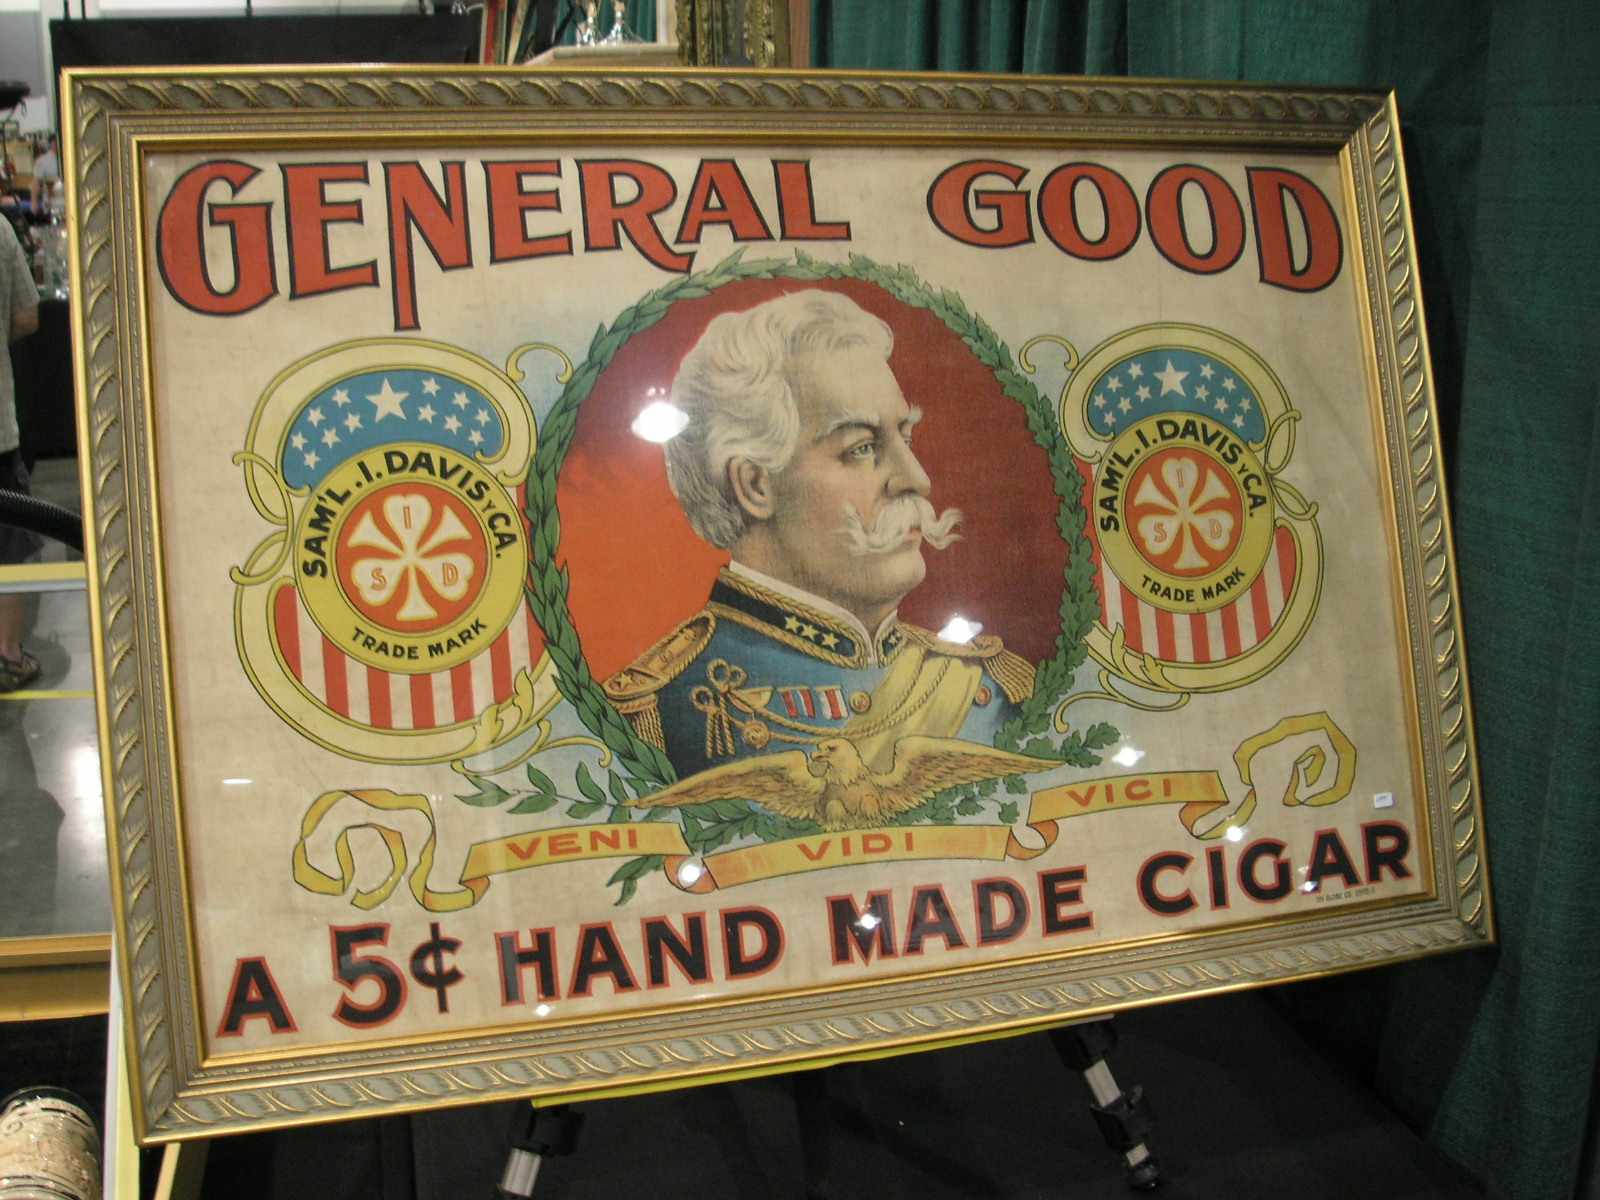 GENERAL GOOD
SAM'L. I. DAVIS Y CA.
I
S D
TRADE MARK
SAM'L. I. DAVIS Y CA.
I
S D
TRADE MARK
VENI VIDI VICI
A 5¢ HAND MADE CIGAR